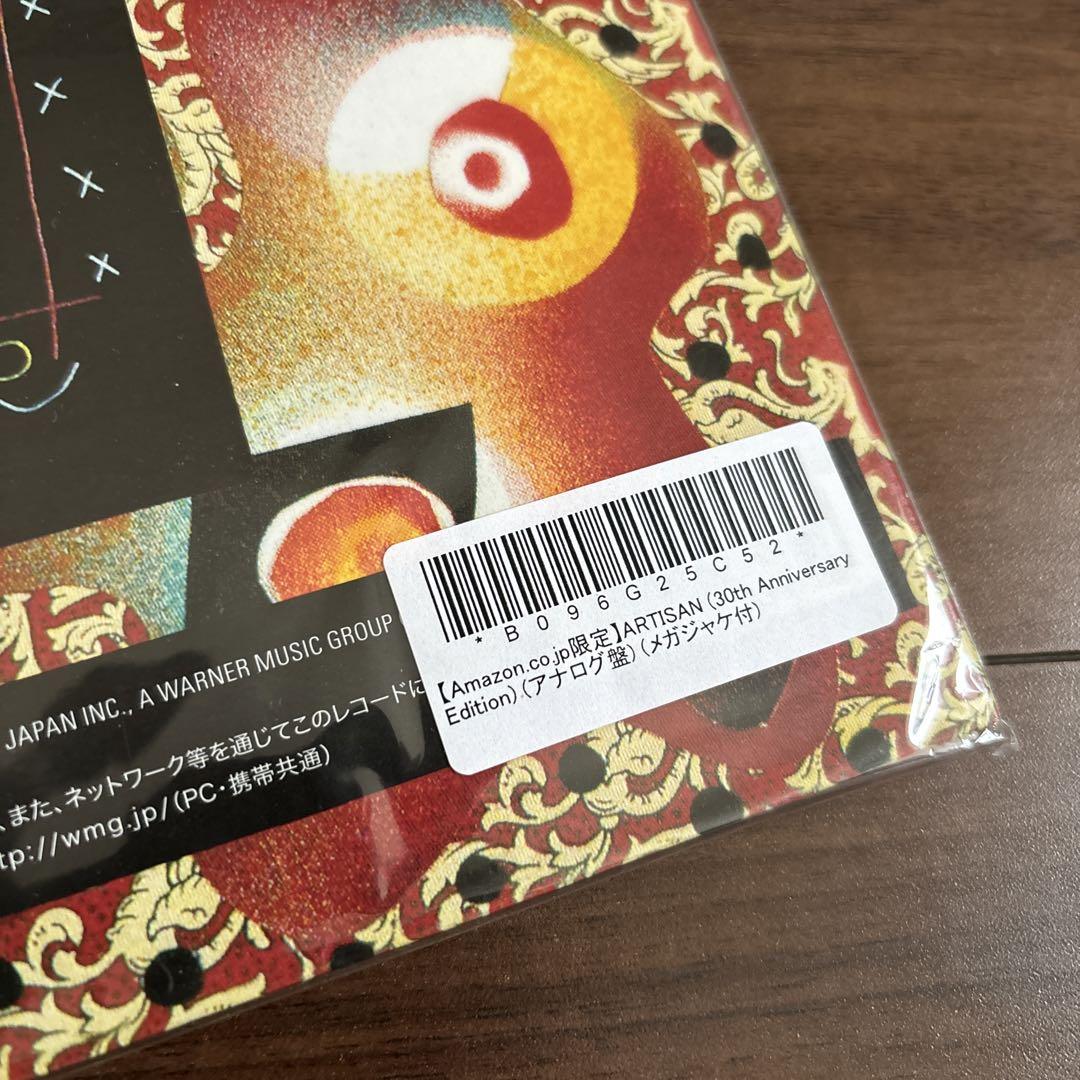 *B096G25C52*
【Amazon.co.jp限定】ARTISAN (30th Anniversary
Edition) (アナログ盤) (メガジャケ付)
JAPAN INC., A WARNER MUSIC GROUP
ネットワーク等を通じてこのレコードに
、また、
tp://wmg.jp/(PC・携帯共通)